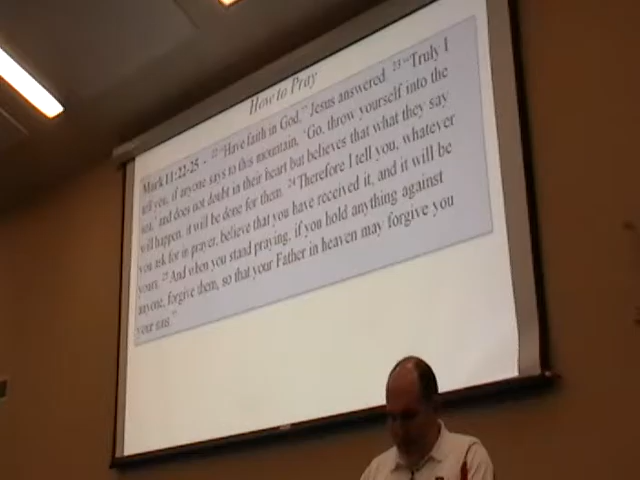 How to Pray
Mark 11:22-25 - 22 "Have faith in God," Jesus answered. 23 "Truly I
tell you, if anyone says to this mountain, 'Go, throw yourself into the
sea,' and does not doubt in their heart but believes that what they say
will happen, it will be done for them. 24 Therefore I tell you, whatever
you ask for in prayer, believe that you have received it, and it will be
yours. 25 And when you stand praying, if you hold anything against
anyone, forgive them, so that your Father in heaven may forgive you
your sins."